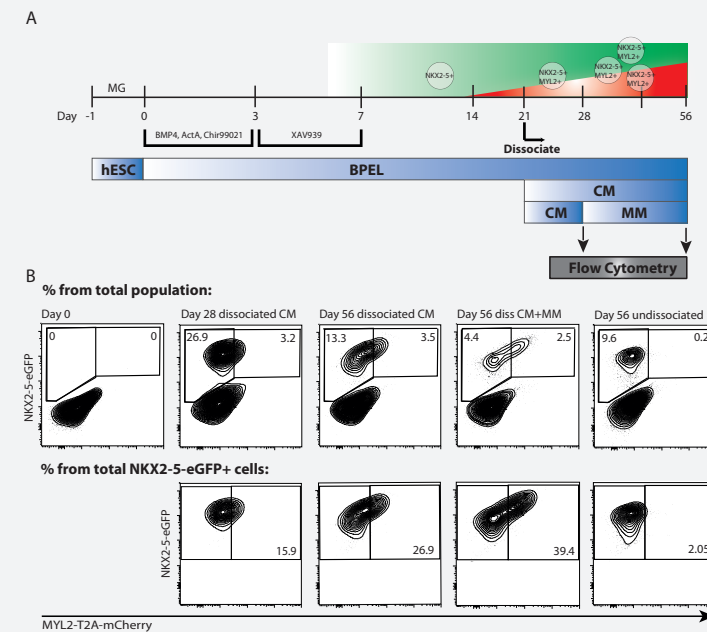 A
NKX2-5+
NKX2-5+
MYL2+
NKX2-5+
MYL2+
NKX2-5+
MYL2+
NKX2-5+
MYL2+
MG
Day -1 0 3 7 14 21 28 56
BMP4, ActA, Chir99021 XAV939
Dissociate
hESC BPEL
CM
CM MM
Flow Cytometry
B
% from total population:
Day 0 Day 28 dissociated CM Day 56 dissociated CM Day 56 diss CM+MM Day 56 undissociated
0 0 26.9 3.2 13.3 3.5 4.4 2.5 9.6 0.2
NKX2-5-eGFP
% from total NKX2-5-eGFP+ cells:
NKX2-5-eGFP
15.9 26.9 39.4 2.05
MYL2-T2A-mCherry